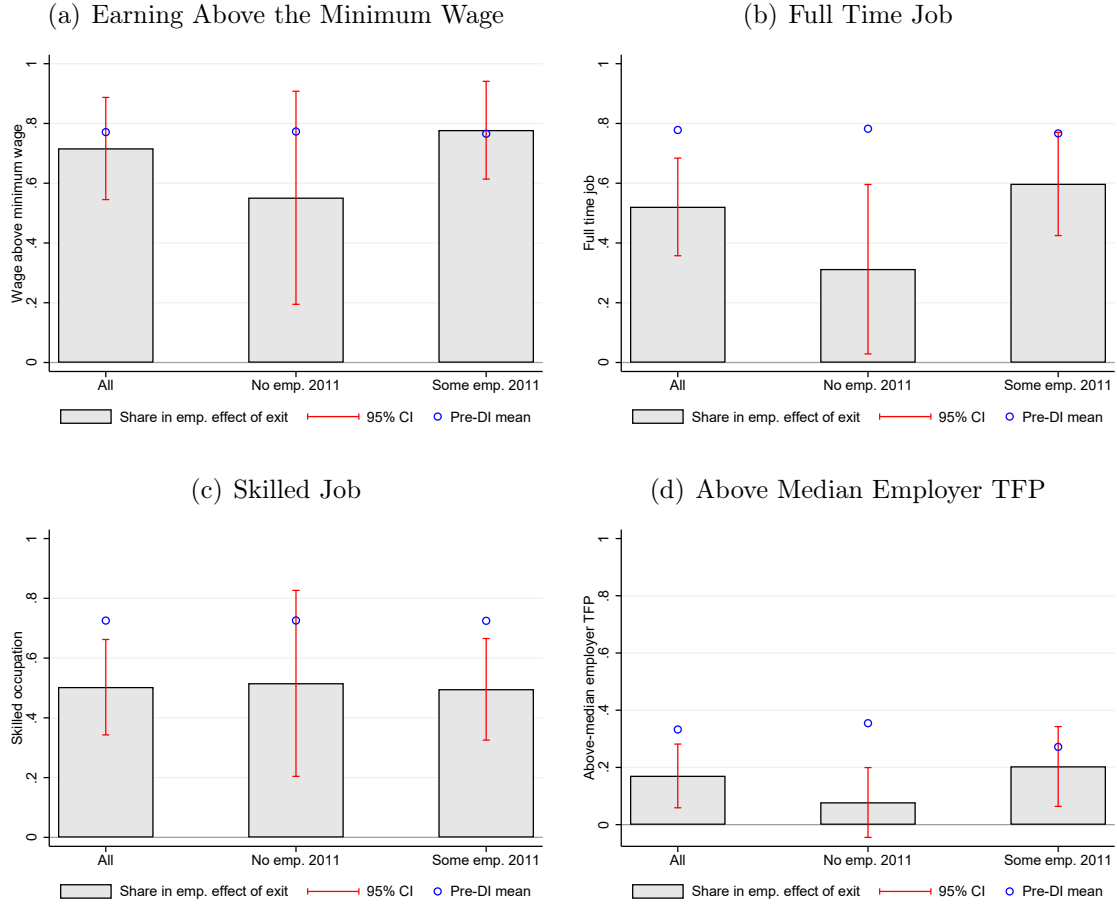 (a) Earning Above the Minimum Wage
Wage above minimum wage
1
.8
.6
.4
.2
0
All
No emp. 2011
Some emp. 2011
Share in emp. effect of exit
95% CI
Pre-DI mean
(b) Full Time Job
Full time job
1
.8
.6
.4
.2
0
All
No emp. 2011
Some emp. 2011
Share in emp. effect of exit
95% CI
Pre-DI mean
(c) Skilled Job
Skilled occupation
1
.8
.6
.4
.2
0
All
No emp. 2011
Some emp. 2011
Share in emp. effect of exit
95% CI
Pre-DI mean
(d) Above Median Employer TFP
Above-median employer TFP
1
.8
.6
.4
.2
0
All
No emp. 2011
Some emp. 2011
Share in emp. effect of exit
95% CI
Pre-DI mean